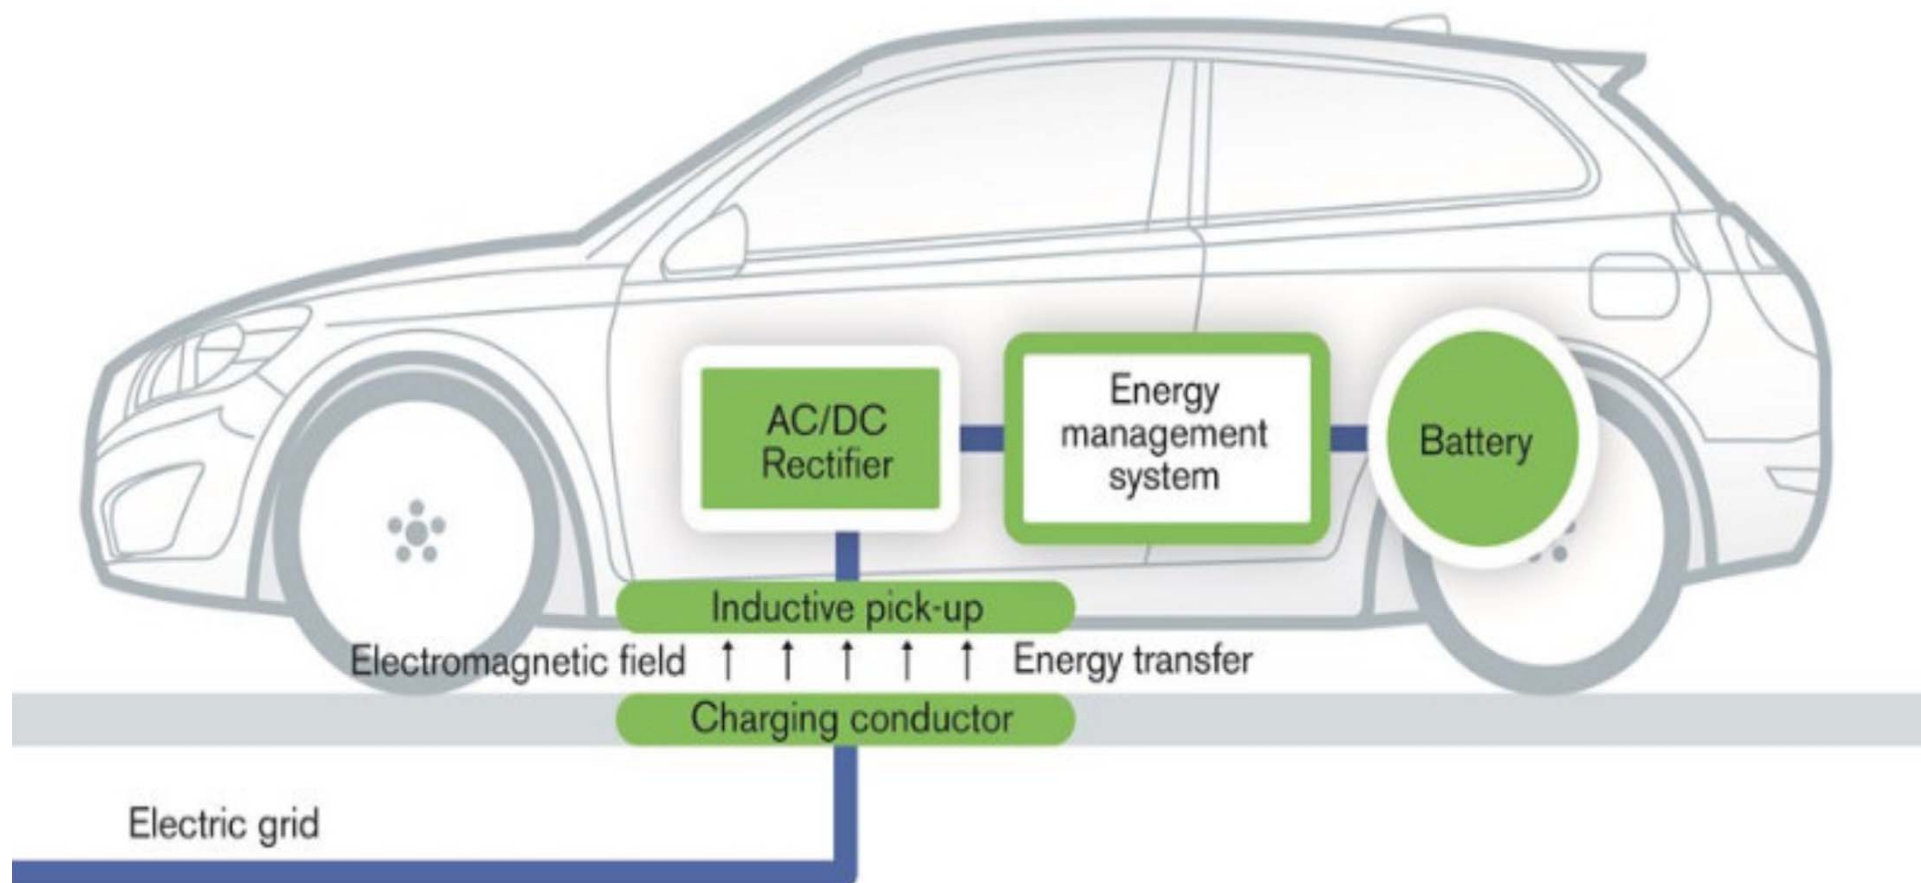 AC/DC
Rectifier
Energy
management
system
Battery
Inductive pick-up
Electromagnetic field
Energy transfer
Charging conductor
Electric grid